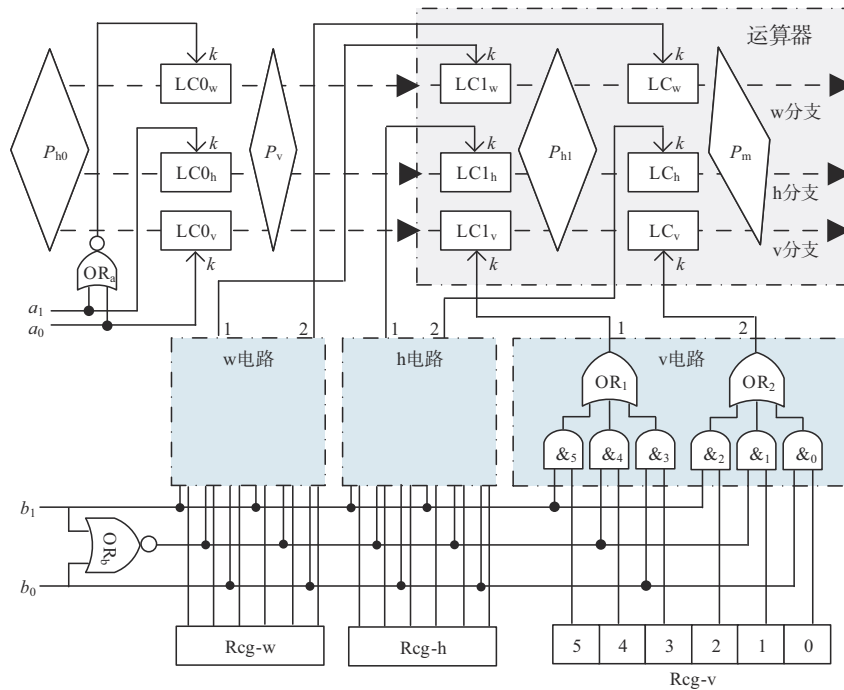 运算器
k k k k
LC0w LC1w LCw
w分支
k k k k
Ph0 Pv Ph1 Pm
LC0h LC1h LCh
h分支
LC0v LC1v LCv
v分支
k k k
ORa
a1
a0
1 2 1 2 1 2
w电路 h电路 v电路
OR1 OR2
&5 &4 &3 &2 &1 &0
b1
ORb
b0
Rcg-w Rcg-h 5 4 3 2 1 0
Rcg-v